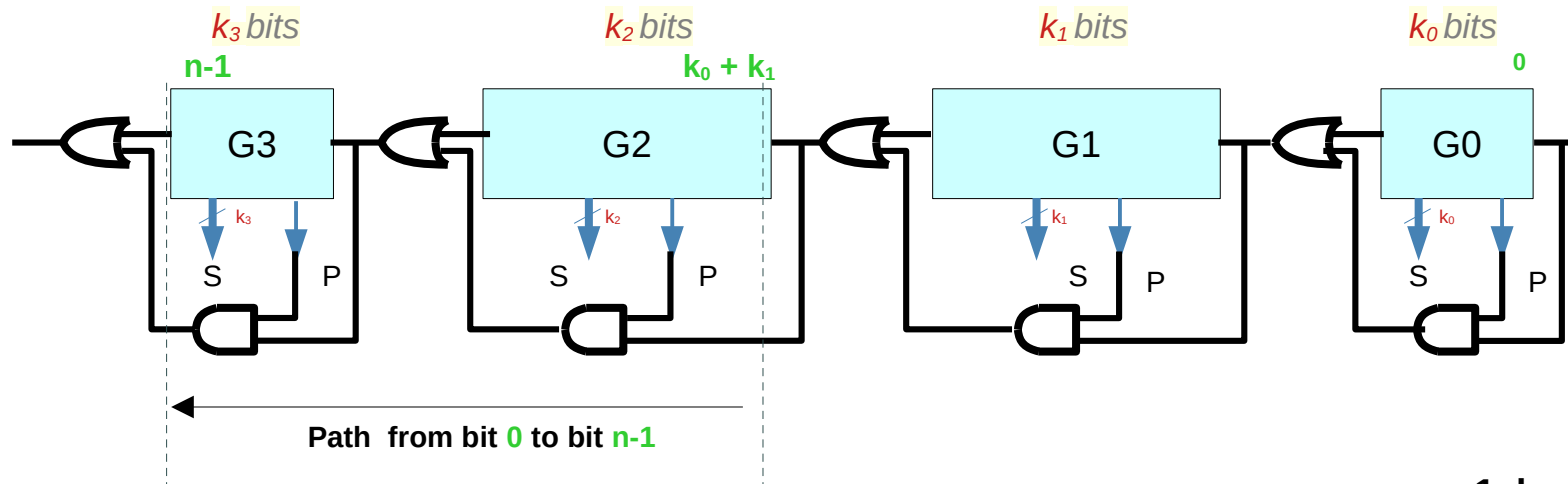 k₃ bits k₂ bits k₁ bits k₀ bits
n-1 k₀ + k₁ 0
G3 G2 G1 G0
k₃ k₂ k₁ k₀
S P S P S P S P
Path from bit 0 to bit n-1